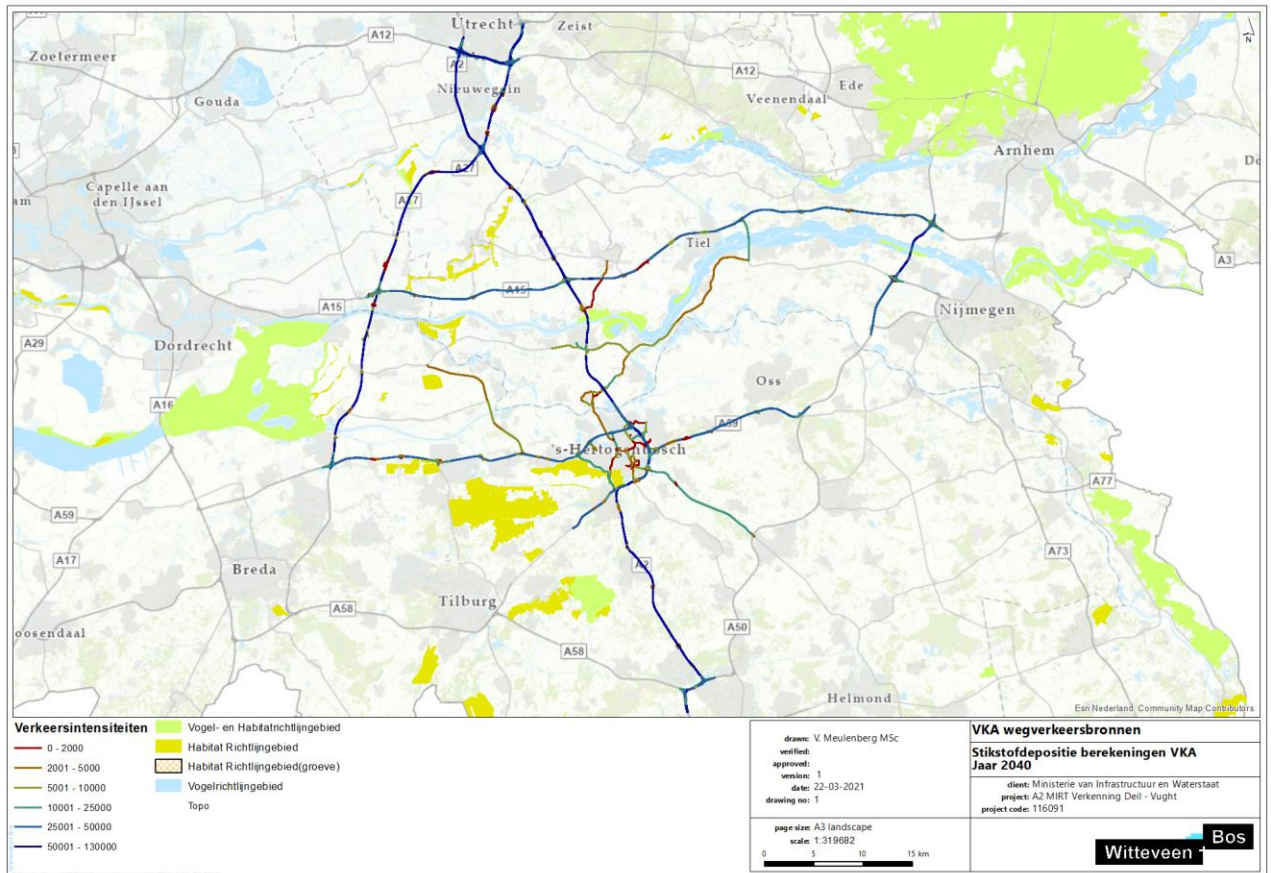 Utrecht
Zeist
A12
Zoetermeer
A2
A12
Ede
Gouda
Nieuwegein
Veenendaal
Arnhem
Capelle aan
den IJssel
A27
Tiel
A3
A15
A15
Nijmegen
A29
Dordrecht
Oss
A16
A59
's-Hertogenbosch
A77
A59
A17
A73
Breda
A2
Tilburg
A58
A50
oosendaal
A58
Helmond
N
Esri Nederland, Community Map Contributors
Verkeersintensiteiten
0 - 2000
2001 - 5000
5001 - 10000
10001 - 25000
25001 - 50000
50001 - 130000
Vogel- en Habitatrichtlijngebied
Habitat Richtlijngebied
Habitat Richtlijngebied(groeve)
Vogelrichtlijngebied
Topo
drawn: V. Meulenberg MSc
verified:
approved:
version: 1
date: 22-03-2021
drawing no: 1
page size: A3 landscape
scale: 1:319682
0 5 10 15 km
VKA wegverkeersbronnen
Stikstofdepositie berekeningen VKA
Jaar 2040
client: Ministerie van Infrastructuur en Waterstaat
project: A2 MIRT Verkenning Deil - Vught
project code: 116091
Witteveen + Bos